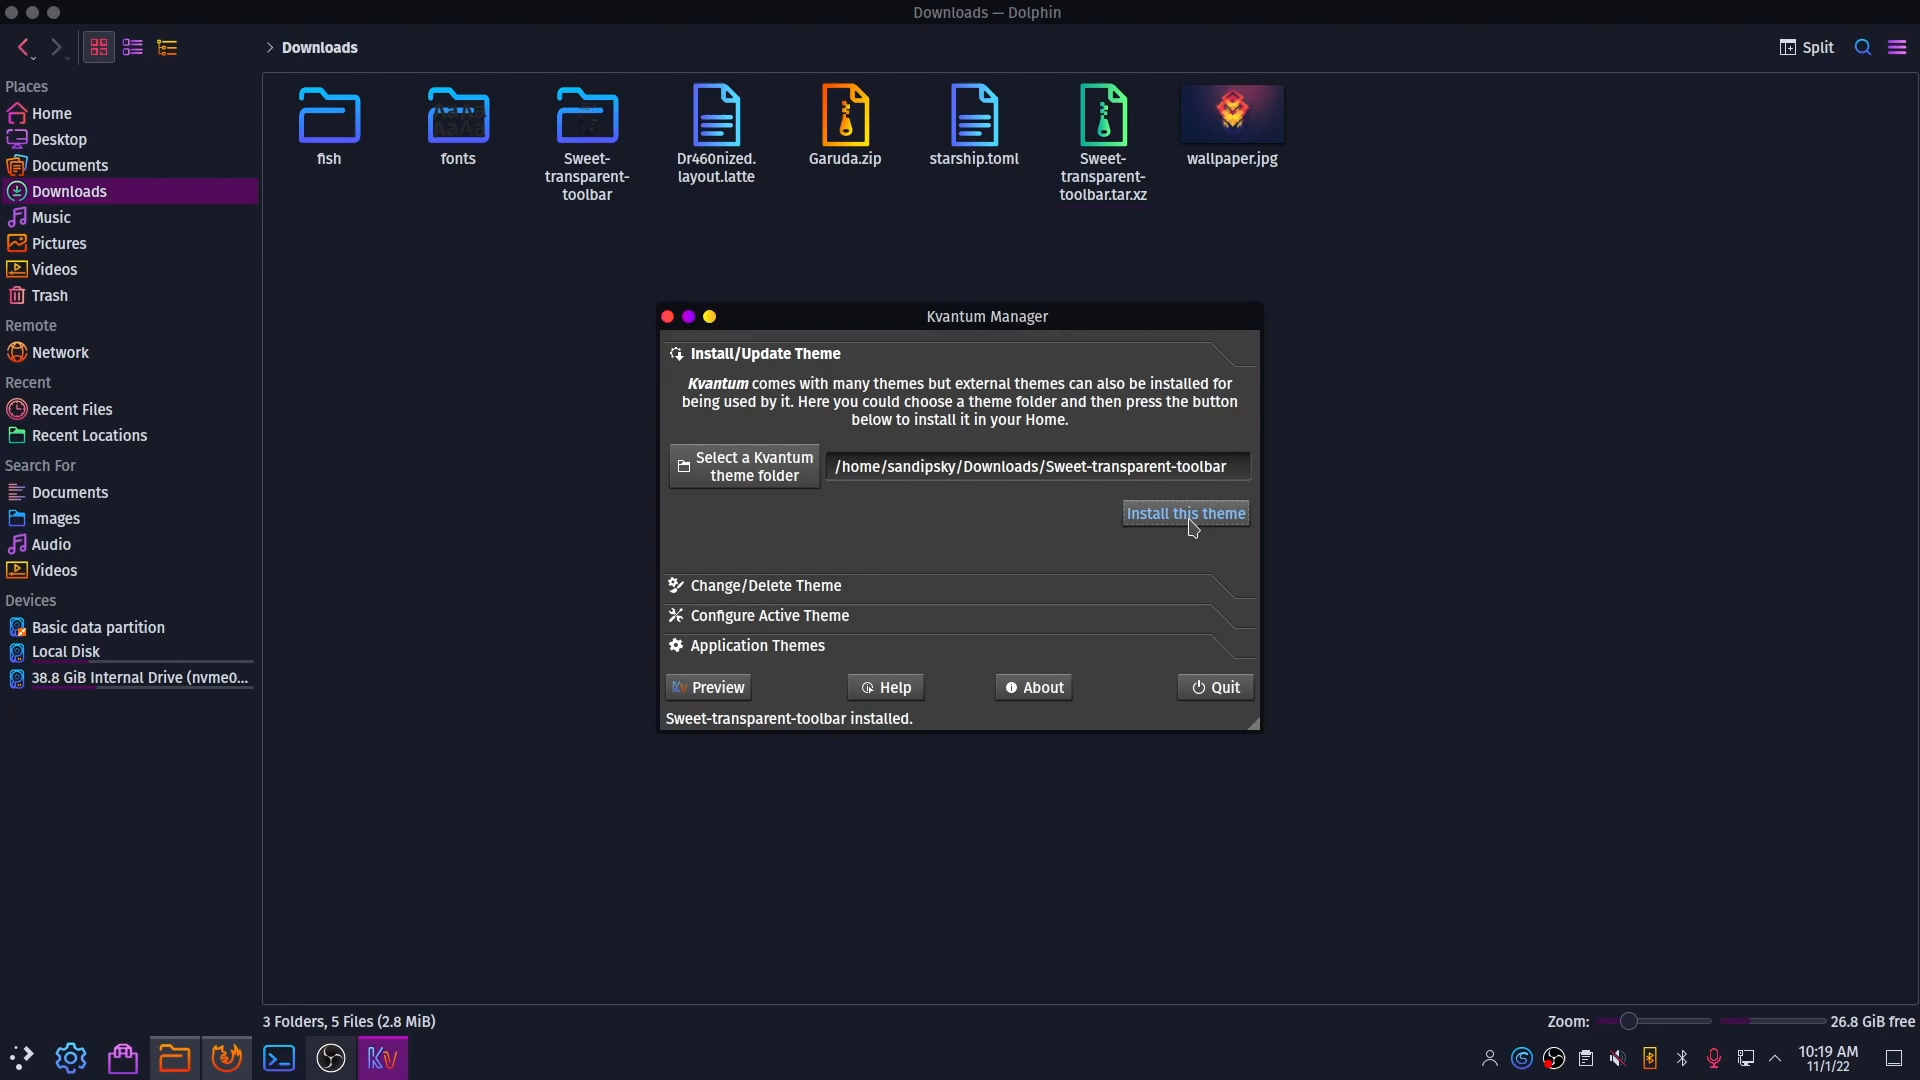 Downloads — Dolphin
Downloads
Split
Places
Home
Desktop
Documents
Downloads
Music
Pictures
Videos
Trash
Remote
Network
Recent
Recent Files
Recent Locations
Search For
Documents
Images
Audio
Videos
Devices
Basic data partition
Local Disk
38.8 GiB Internal Drive (nvme0...
fish
fonts
Sweet-
transparent-
toolbar
Dr460nized.
layout.latte
Garuda.zip
starship.toml
Sweet-
transparent-
toolbar.tar.xz
wallpaper.jpg
Kvantum Manager
Install/Update Theme
Kvantum comes with many themes but external themes can also be installed for
being used by it. Here you could choose a theme folder and then press the button
below to install it in your Home.
Select a Kvantum
theme folder
/home/sandipsky/Downloads/Sweet-transparent-toolbar
Install this theme
Change/Delete Theme
Configure Active Theme
Application Themes
Preview
Help
About
Quit
Sweet-transparent-toolbar installed.
3 Folders, 5 Files (2.8 MiB)
Zoom:
26.8 GiB free
10:19 AM
11/1/22